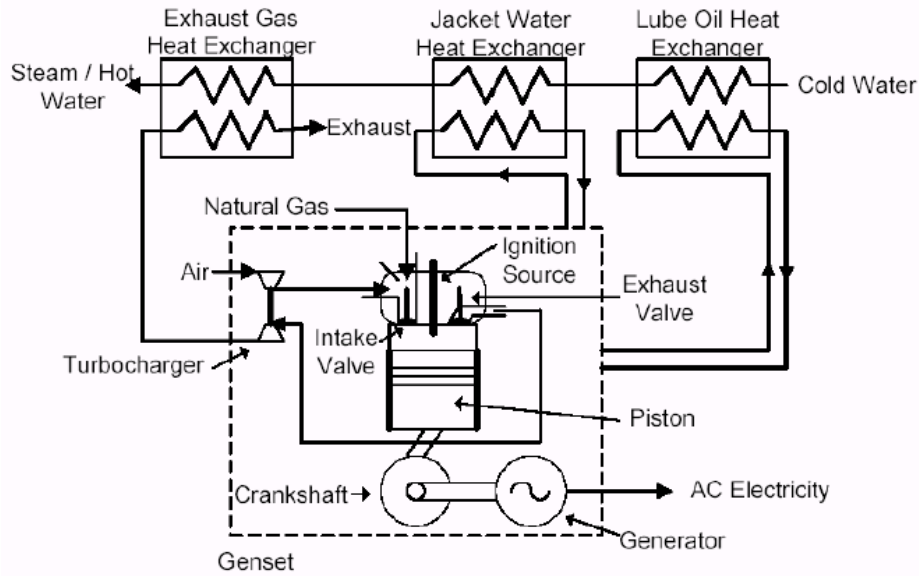 Exhaust Gas
Heat Exchanger
Jacket Water
Heat Exchanger
Lube Oil Heat
Exchanger
Steam / Hot
Water
Cold Water
Exhaust
Natural Gas
Ignition
Source
Air
Exhaust
Valve
Intake
Valve
Turbocharger
Piston
Crankshaft
AC Electricity
Generator
Genset